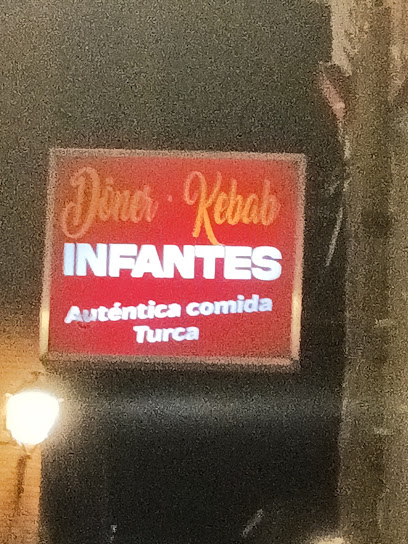 Döner · Kebab
INFANTES
Auténtica comida
Turca